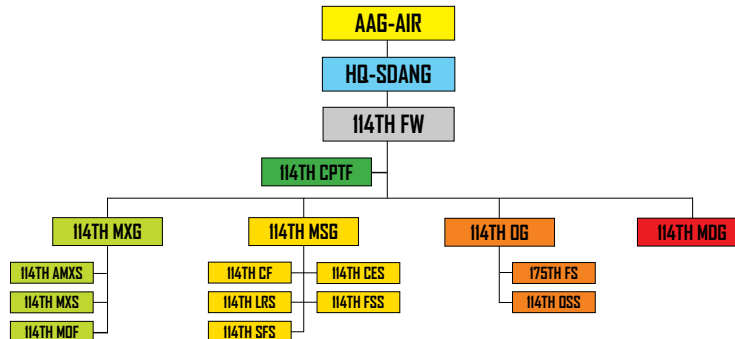 AAG-AIR
HQ-SDANG
114TH FW
114TH CPTF
114TH MXG
114TH MSG
114TH OG
114TH MDG
114TH AMXS
114TH CF
114TH CES
175TH FS
114TH MXS
114TH LRS
114TH FSS
114TH OSS
114TH MOF
114TH SFS